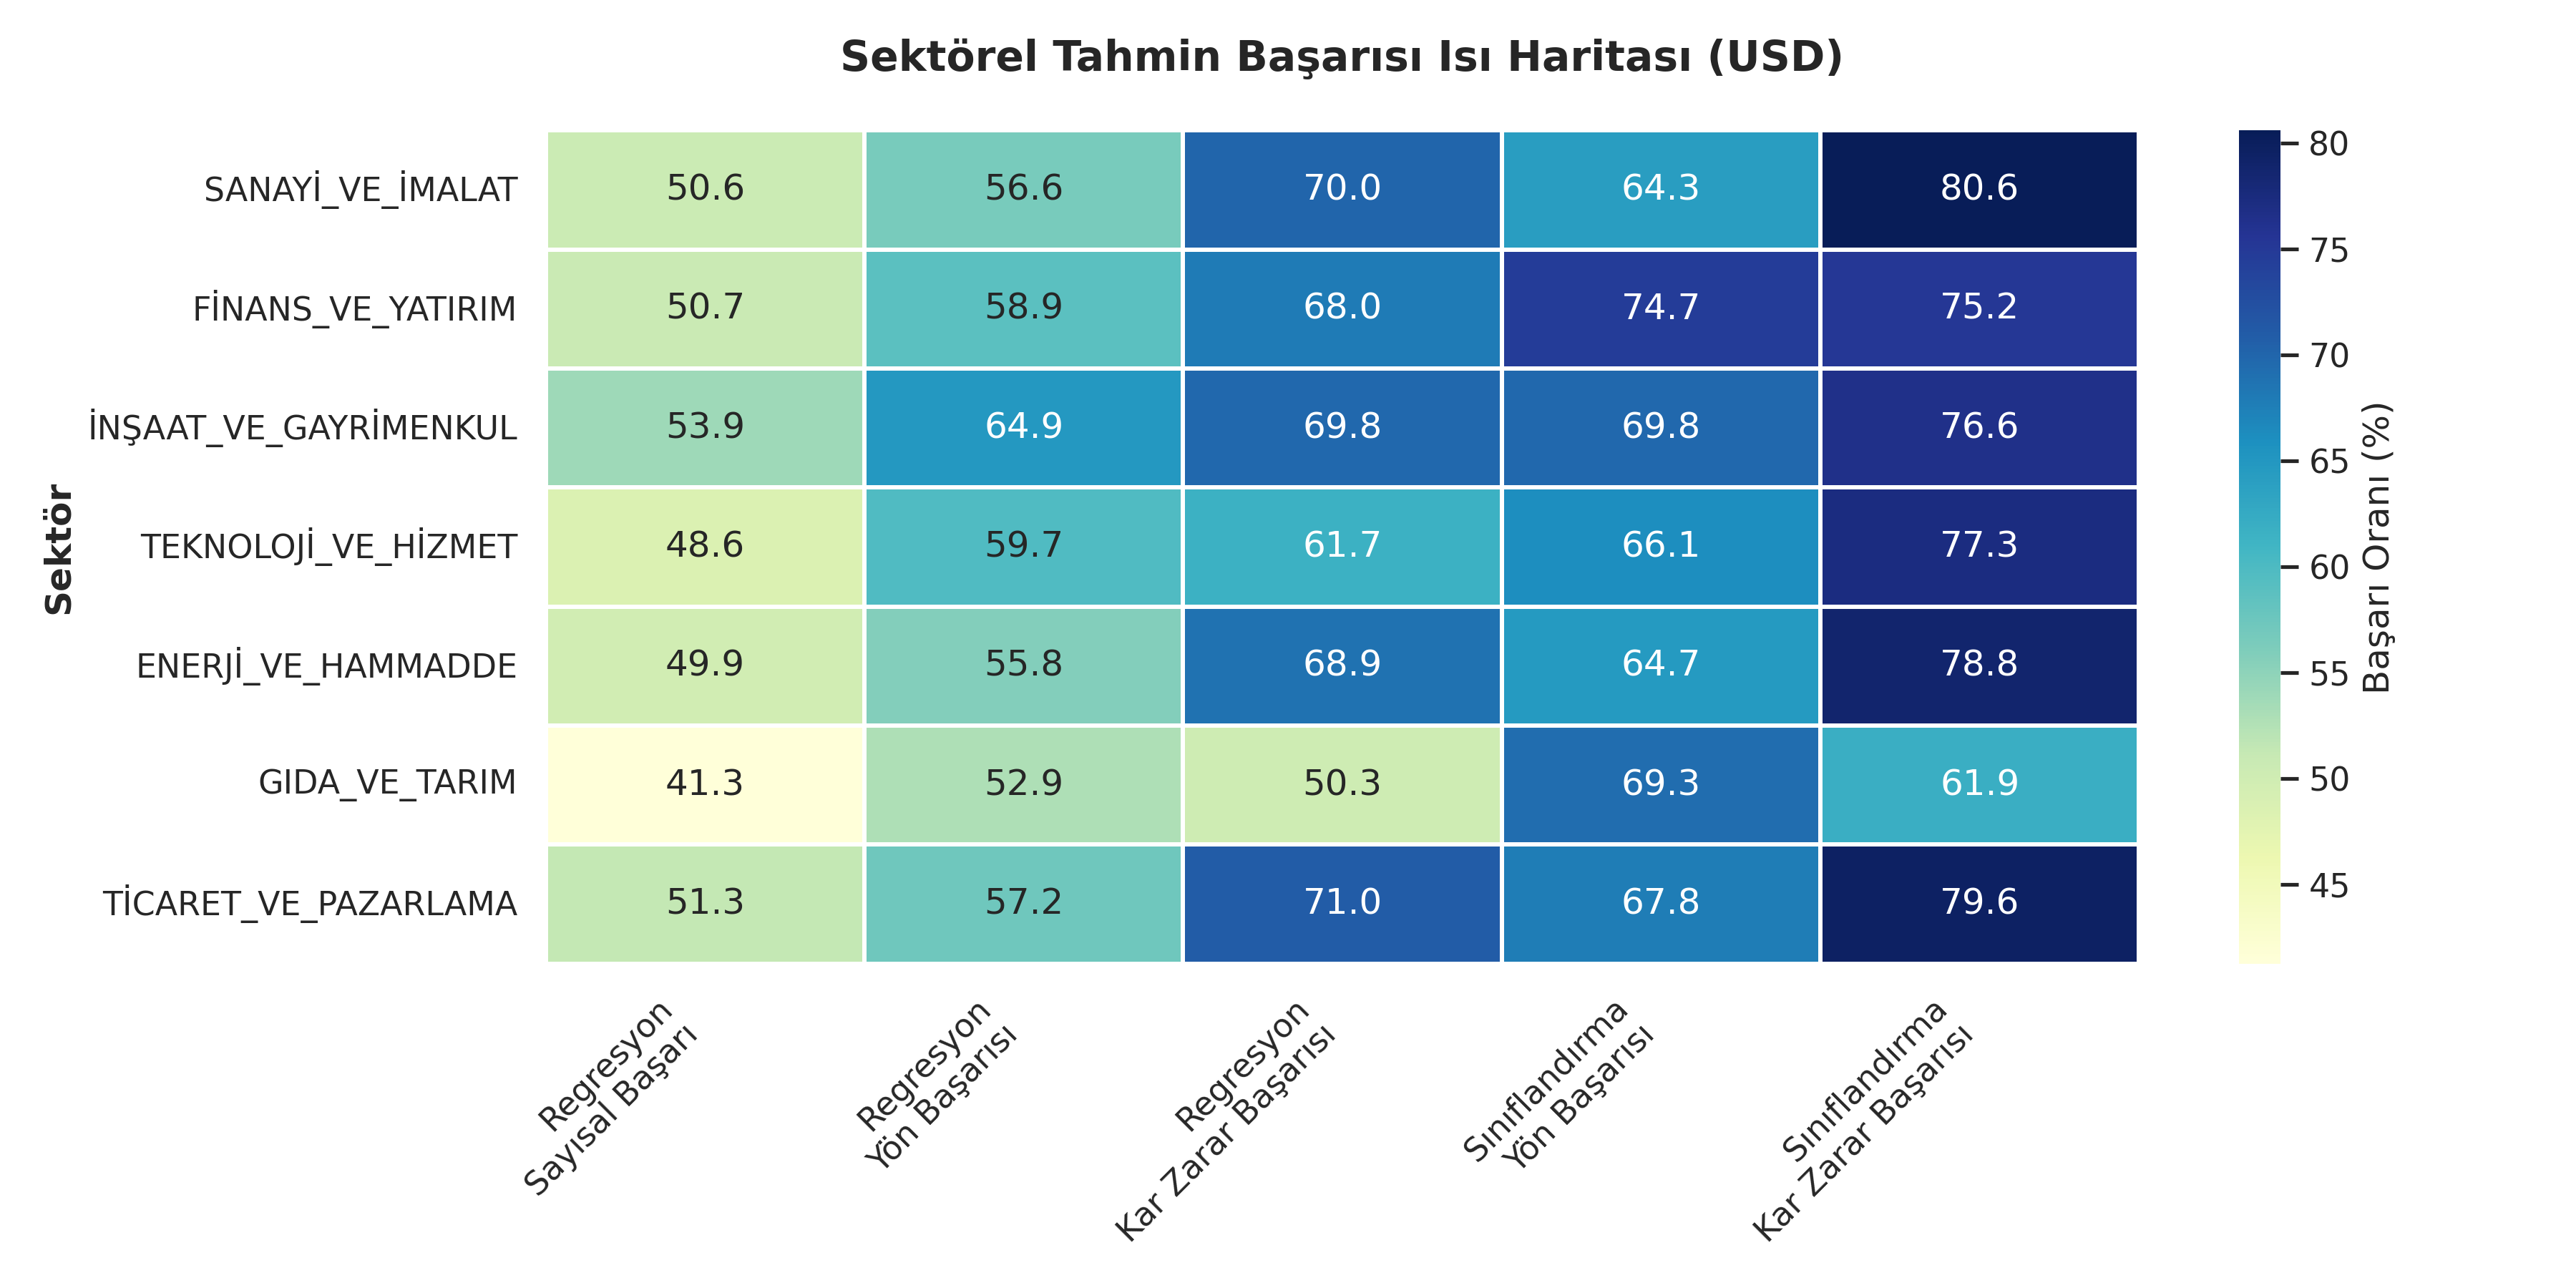 Sektörel Tahmin Başarısı Isı Haritası (USD)
Sektör
SANAYİ_VE_İMALAT 50.6 56.6 70.0 64.3 80.6
FİNANS_VE_YATIRIM 50.7 58.9 68.0 74.7 75.2
İNŞAAT_VE_GAYRİMENKUL 53.9 64.9 69.8 69.8 76.6
TEKNOLOJİ_VE_HİZMET 48.6 59.7 61.7 66.1 77.3
ENERJİ_VE_HAMMADDE 49.9 55.8 68.9 64.7 78.8
GIDA_VE_TARIM 41.3 52.9 50.3 69.3 61.9
TİCARET_VE_PAZARLAMA 51.3 57.2 71.0 67.8 79.6
Regresyon
Sayısal Başarı
Regresyon
Yön Başarısı
Regresyon
Kar Zarar Başarısı
Sınıflandırma
Yön Başarısı
Sınıflandırma
Kar Zarar Başarısı
80
75
70
65
60
55
50
45
Başarı Oranı (%)